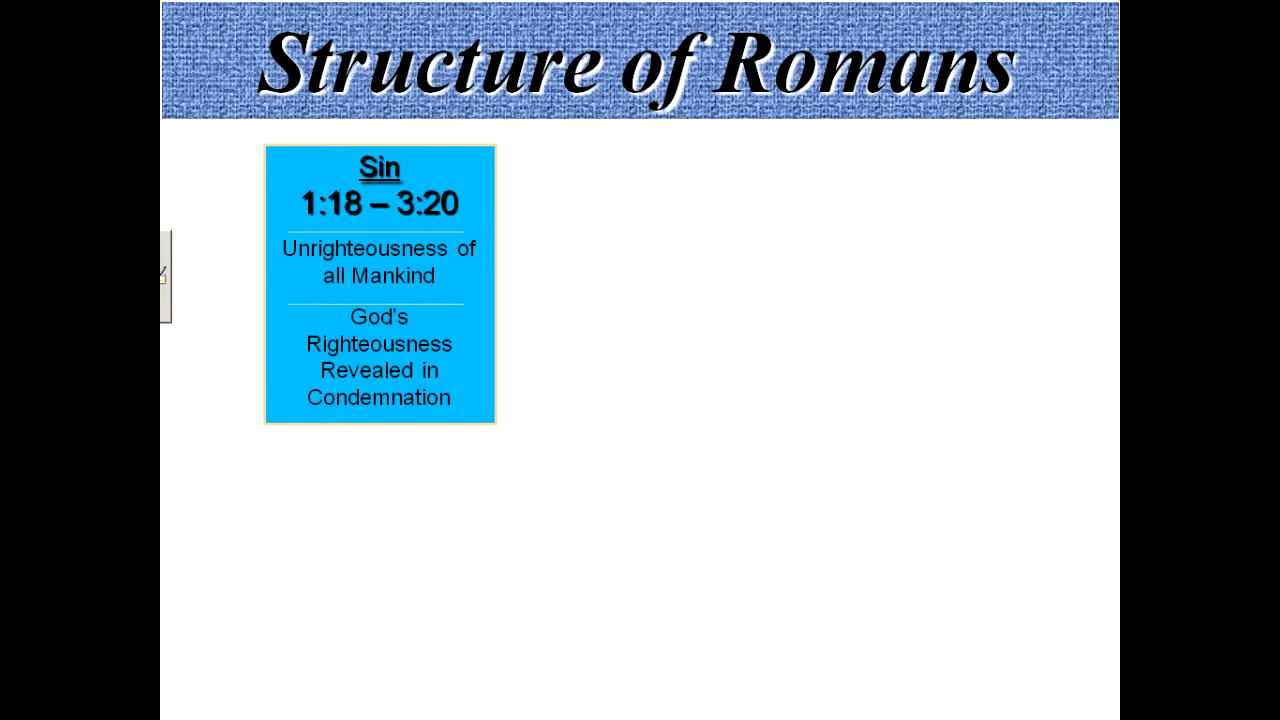 Structure of Romans
Sin
1:18 – 3:20
Unrighteousness of
all Mankind
God's
Righteousness
Revealed in
Condemnation